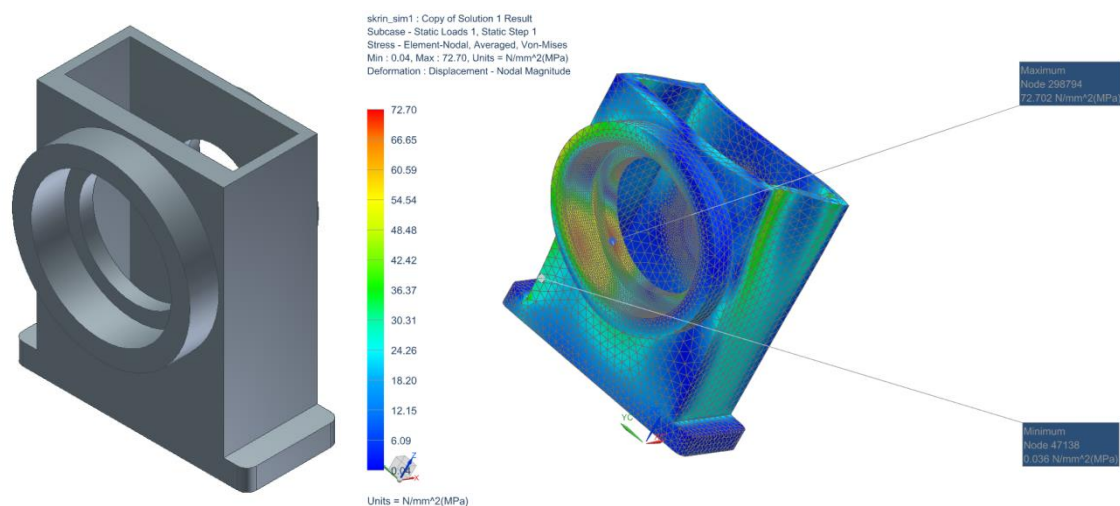 skrin_sim1 : Copy of Solution 1 Result
Subcase - Static Loads 1, Static Step 1
Stress - Element-Nodal, Averaged, Von-Mises
Min : 0.04, Max : 72.70, Units = N/mm^2(MPa)
Deformation : Displacement - Nodal Magnitude
72.70
66.65
60.59
54.54
48.48
42.42
36.37
30.31
24.26
18.20
12.15
6.09
0.04
Z
X
Units = N/mm^2(MPa)
YC
Maximum
Node 298794
72.702 N/mm^2(MPa)
Minimum
Node 47138
0.036 N/mm^2(MPa)